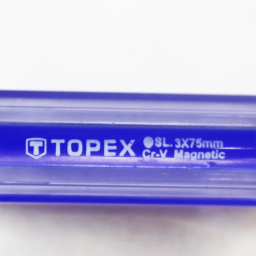 TOPEX
SL. 3X75mm
Cr-V Magnetic